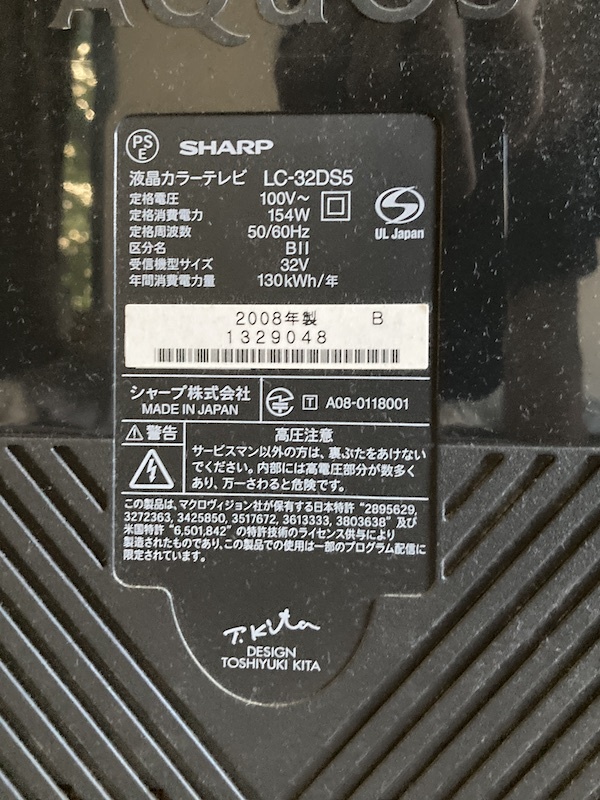 AQUOS
PS
E
SHARP
液晶カラーテレビ LC-32DS5
定格電圧 100V〜
定格消費電力 154W
定格周波数 50/60Hz
区分名 BII
受信機型サイズ 32V
年間消費電力量 130kWh/年
UL Japan
2008年製 B
1329048
シャープ株式会社
MADE IN JAPAN
T A08-0118001
警告
高圧注意
サービスマン以外の方は、裏ぶたをあけない
でください。内部には高電圧部分が数多く
あり、万一さわると危険です。
この製品は、マクロヴィジョン社が保有する日本特許 "2895629,
3272363, 3425850, 3517672, 3613333, 3803638" 及び
米国特許 "6,501,842" の特許技術のライセンス供与により
製造されたものであり、この製品での使用は一部のプログラム配信に
限定されています。
T. Kita
DESIGN
TOSHIYUKI KITA